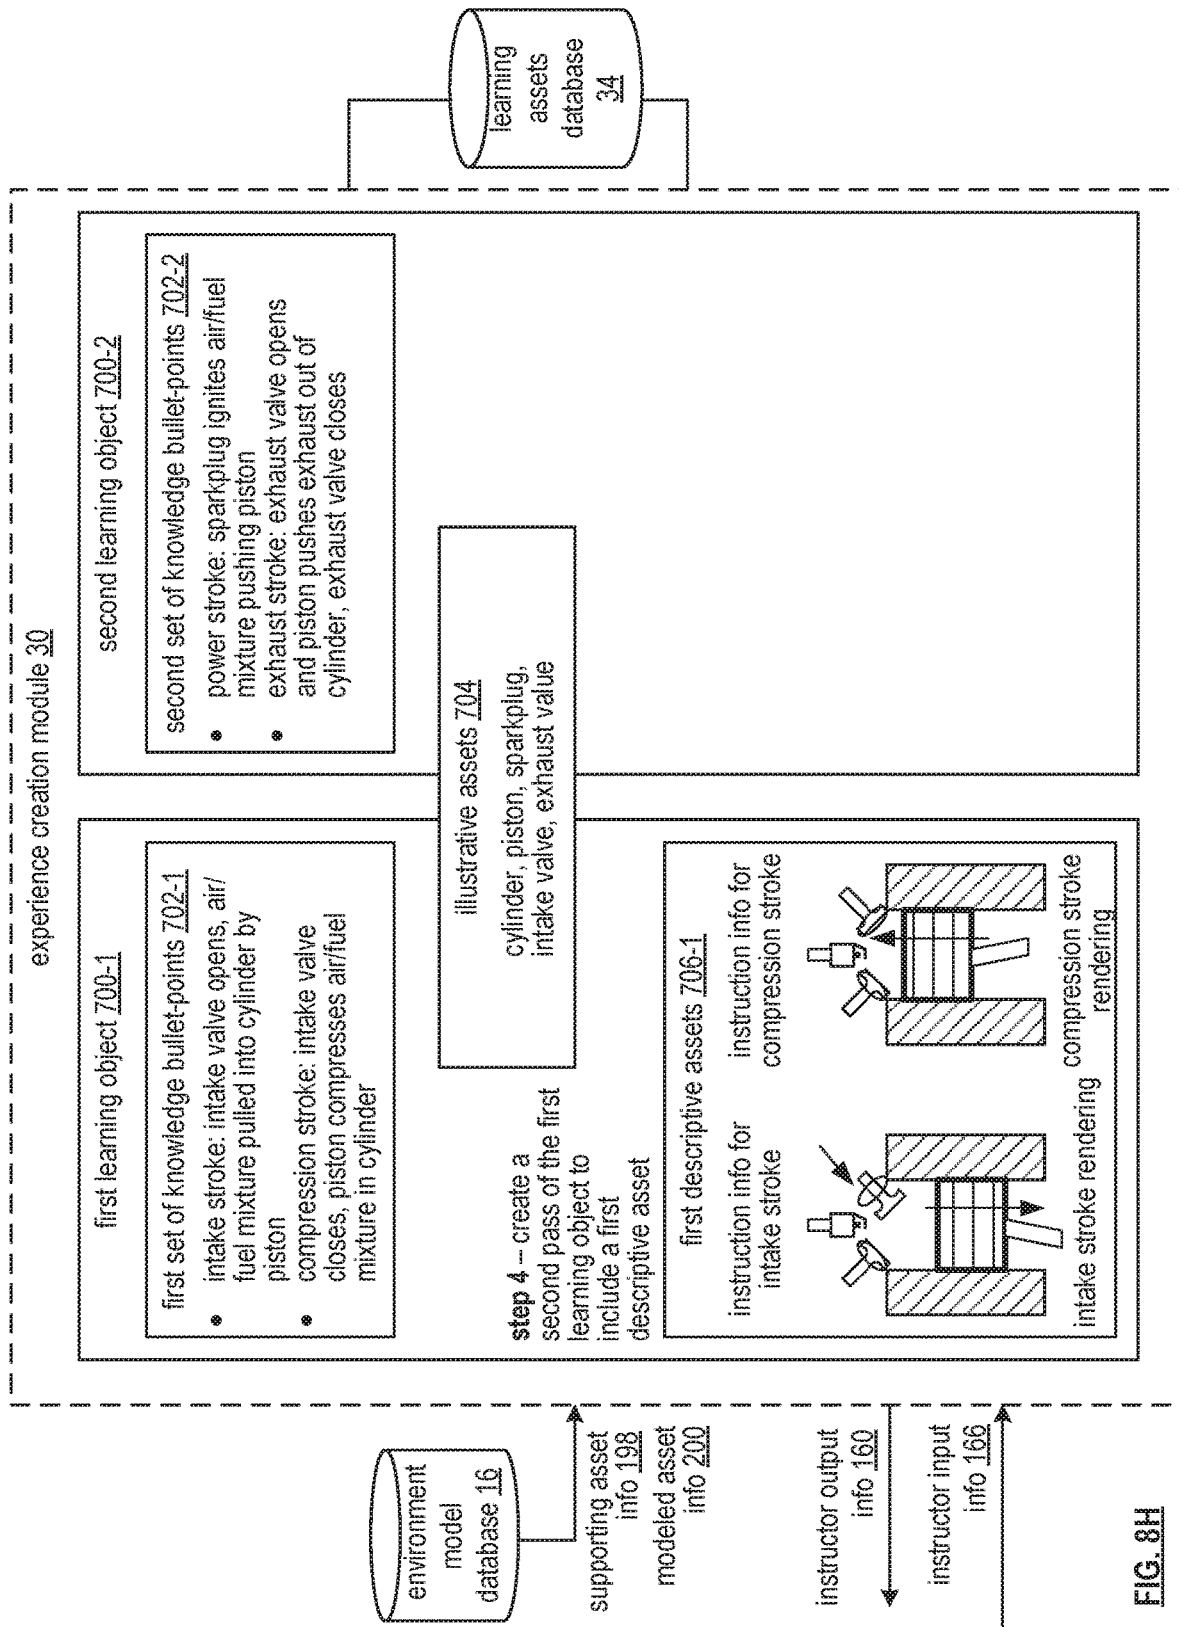 experience creation module 30
first learning object 700-1
first set of knowledge bullet-points 702-1
• intake stroke: intake valve opens, air/
fuel mixture pulled into cylinder by
piston
• compression stroke: intake valve
closes, piston compresses air/fuel
mixture in cylinder
second learning object 700-2
second set of knowledge bullet-points 702-2
• power stroke: sparkplug ignites air/fuel
mixture pushing piston
• exhaust stroke: exhaust valve opens
and piston pushes exhaust out of
cylinder, exhaust valve closes
illustrative assets 704
cylinder, piston, sparkplug,
intake valve, exhaust value
step 4 – create a
second pass of the first
learning object to
include a first
descriptive asset
first descriptive assets 706-1
instruction info for
intake stroke
instruction info for
compression stroke
intake stroke rendering
compression stroke
rendering
environment
model
database 16
supporting asset
info 198
modeled asset
info 200
instructor output
info 160
instructor input
info 166
learning
assets
database
34
FIG. 8H